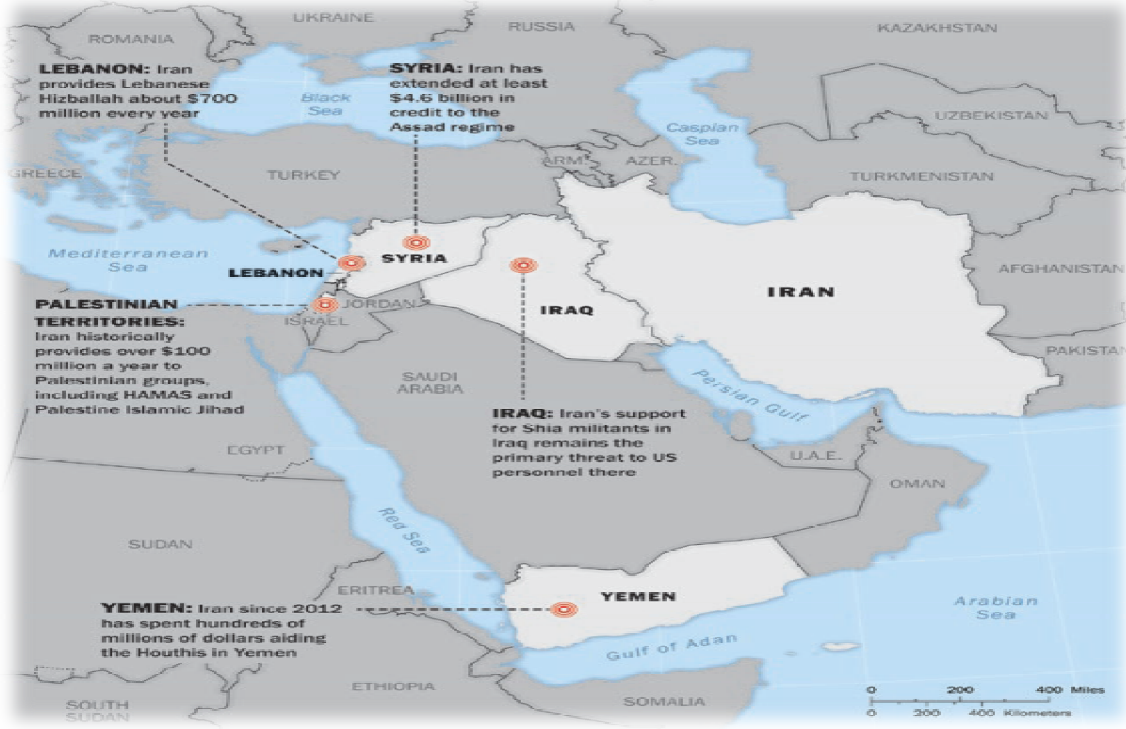 UKRAINE
RUSSIA
KAZAKHSTAN
ROMANIA
LEBANON: Iran
provides Lebanese
Hizballah about $700
million every year
SYRIA: Iran has
extended at least
$4.6 billion in
credit to the
Assad regime
Black
Sea
Caspian
Sea
UZBEKISTAN
GREECE
TURKEY
ARM.
AZER.
TURKMENISTAN
Mediterranean
Sea
LEBANON
SYRIA
IRAQ
IRAN
AFGHANISTAN
PALESTINIAN
TERRITORIES:
Iran historically
provides over $100
million a year to
Palestinian groups,
including HAMAS and
Palestine Islamic Jihad
JORDAN
ISRAEL
PAKISTAN
SAUDI
ARABIA
Persian Gulf
IRAQ: Iran's support
for Shia militants in
Iraq remains the
primary threat to US
personnel there
EGYPT
U.A.E.
OMAN
Red Sea
SUDAN
ERITREA
YEMEN: Iran since 2012
has spent hundreds of
millions of dollars aiding
the Houthis in Yemen
YEMEN
Arabian
Sea
Gulf of Adan
ETHIOPIA
SOMALIA
SOUTH
SUDAN
0 200 400 Miles
0 200 400 Kilometers